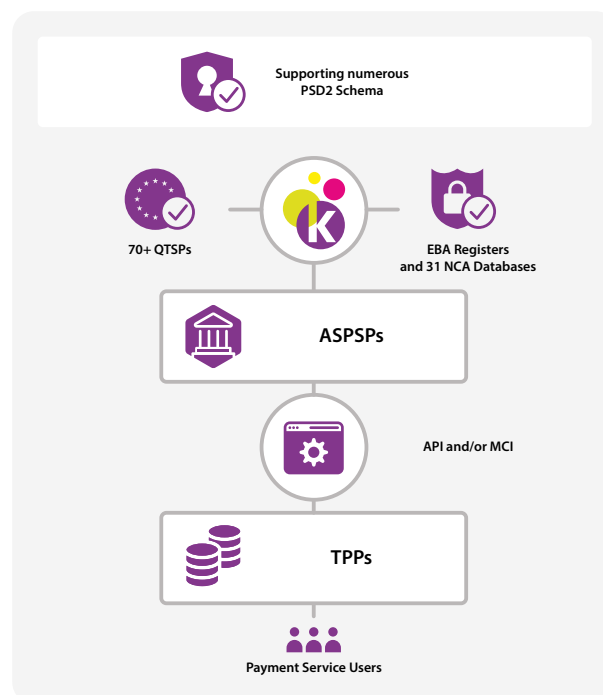 Supporting numerous
PSD2 Schema
K
70+ QTSPs
EBA Registers
and 31 NCA Databases
ASPSPs
API and/or MCI
TPPs
Payment Service Users